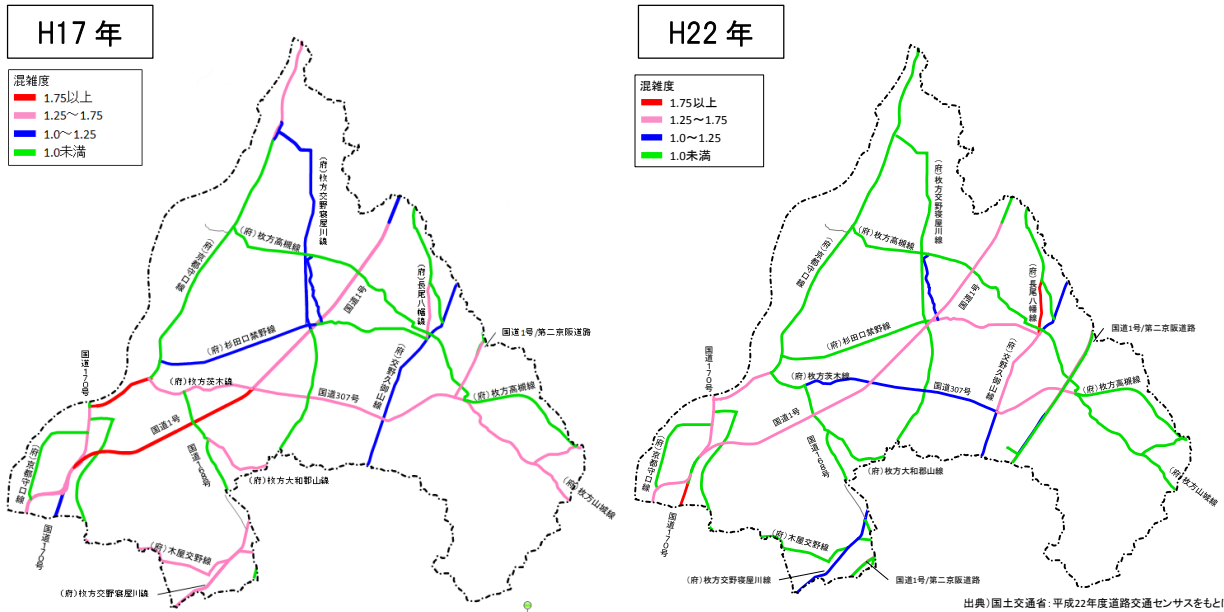 H17年
混雑度
1.75以上
1.25～1.75
1.0～1.25
1.0未満
(府)枚方交野寝屋川線
(府)枚方高槻線
(府)京都守口線
国道1号
(府)長尾八幡線
国道1号/第二京阪道路
(府)杉田口禁野線
国道170号
(府)枚方茨木線
(府)交野久御山線
国道307号
(府)枚方高槻線
国道1号
(府)京都守口線
国道168号
(府)枚方大和郡山線
(府)枚方山城線
国道170号
(府)木屋交野線
(府)枚方交野寝屋川線
H22年
混雑度
1.75以上
1.25～1.75
1.0～1.25
1.0未満
(府)枚方交野寝屋川線
(府)枚方高槻線
(府)京都守口線
国道1号
(府)長尾八幡線
国道1号/第二京阪道路
(府)杉田口禁野線
国道170号
(府)枚方茨木線
(府)交野久御山線
国道307号
(府)枚方高槻線
国道1号
(府)京都守口線
国道168号
(府)枚方大和郡山線
(府)枚方山城線
国道170号
(府)木屋交野線
(府)枚方交野寝屋川線
国道1号/第二京阪道路
出典）国土交通省：平成22年度道路交通センサスをもとに